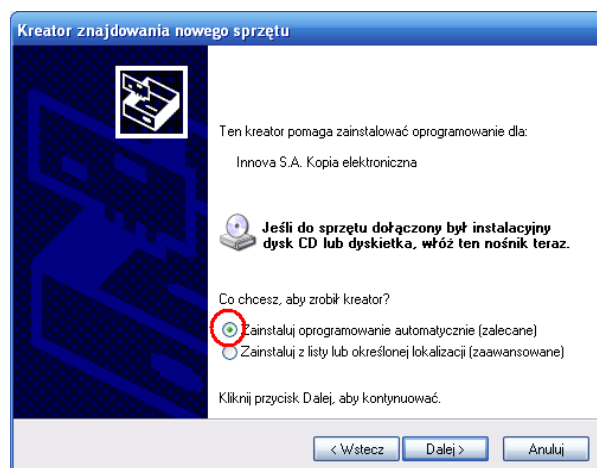 Kreator znajdowania nowego sprzętu
Ten kreator pomaga zainstalować oprogramowanie dla:
Innova S.A. Kopia elektroniczna
Jeśli do sprzętu dołączony był instalacyjny
dysk CD lub dyskietka, włóż ten nośnik teraz.
Co chcesz, aby zrobił kreator?
Zainstaluj oprogramowanie automatycznie (zalecane)
Zainstaluj z listy lub określonej lokalizacji (zaawansowane)
Kliknij przycisk Dalej, aby kontynuować.
< Wstecz Dalej > Anuluj